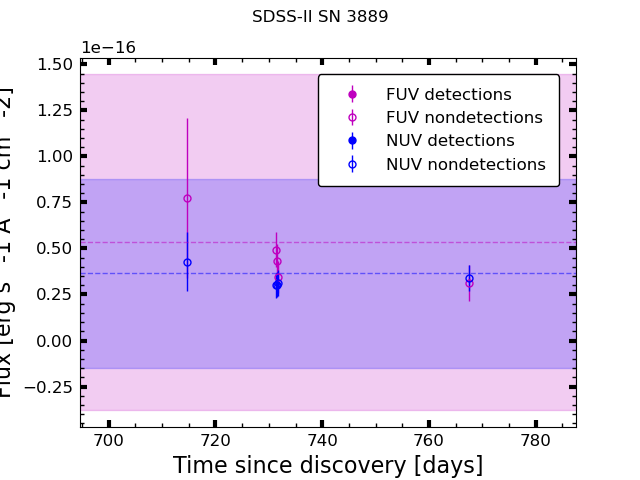 SDSS-II SN 3889
1e−16
1.50
1.25
1.00
0.75
0.50
0.25
0.00
−0.25
Flux [erg s -1 A -1 cm -2]
FUV detections
FUV nondetections
NUV detections
NUV nondetections
700 720 740 760 780
Time since discovery [days]